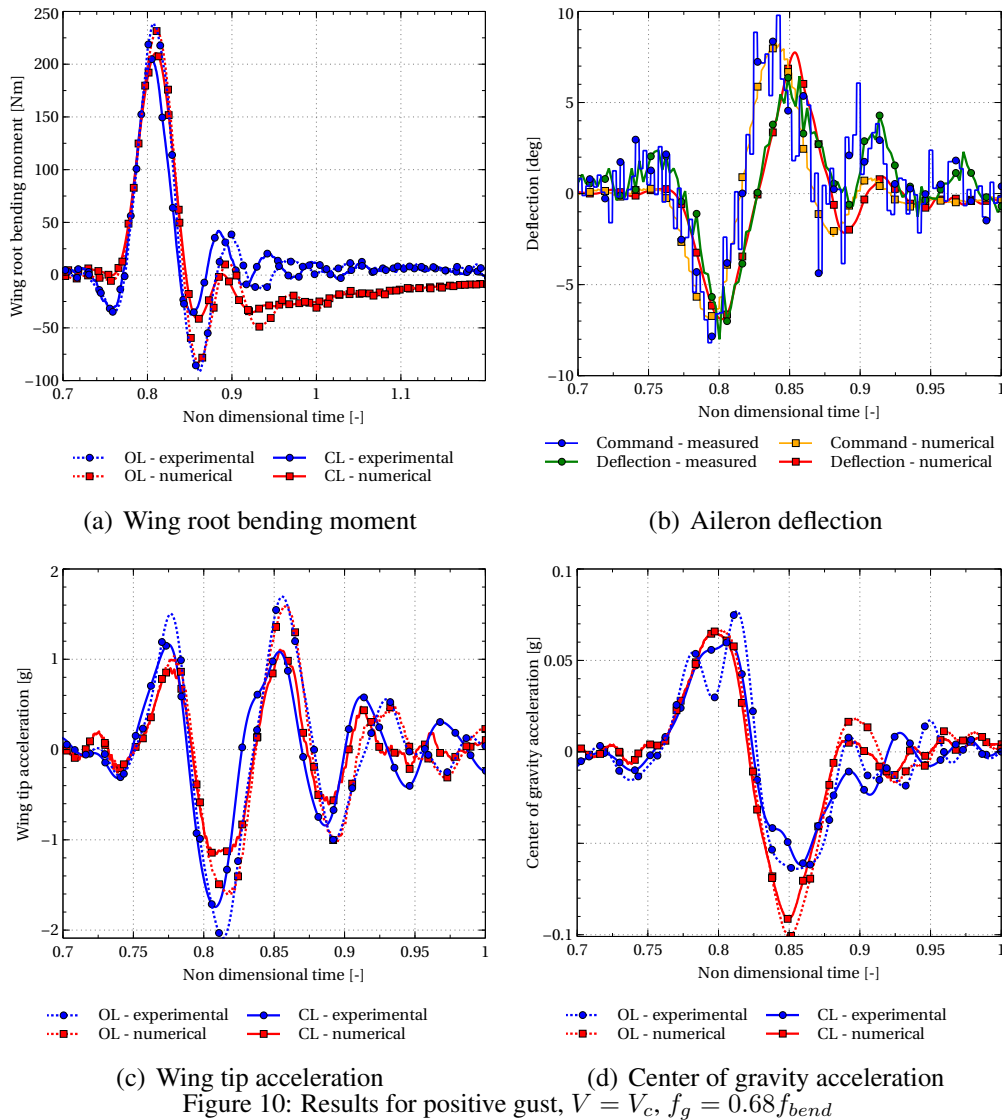 250
200
150
100
50
0
−50
−100
Wing root bending moment [Nm]
0.7 0.8 0.9 1 1.1
Non dimensional time [-]
OL - experimental CL - experimental
OL - numerical CL - numerical
(a) Wing root bending moment
10
5
0
−5
−10
Deflection [deg]
0.7 0.75 0.8 0.85 0.9 0.95 1
Non dimensional time [-]
Command - measured Command - numerical
Deflection - measured Deflection - numerical
(b) Aileron deflection
2
1
0
−1
−2
Wing tip acceleration [g]
0.7 0.75 0.8 0.85 0.9 0.95 1
Non dimensional time [-]
OL - experimental CL - experimental
OL - numerical CL - numerical
(c) Wing tip acceleration
0.1
0.05
0
−0.1
Center of gravity acceleration [g]
0.7 0.75 0.8 0.85 0.9 0.95 1
Non dimensional time [-]
OL - experimental CL - experimental
OL - numerical CL - numerical
(d) Center of gravity acceleration
Figure 10: Results for positive gust, V = V_c, f_g = 0.68f_bend